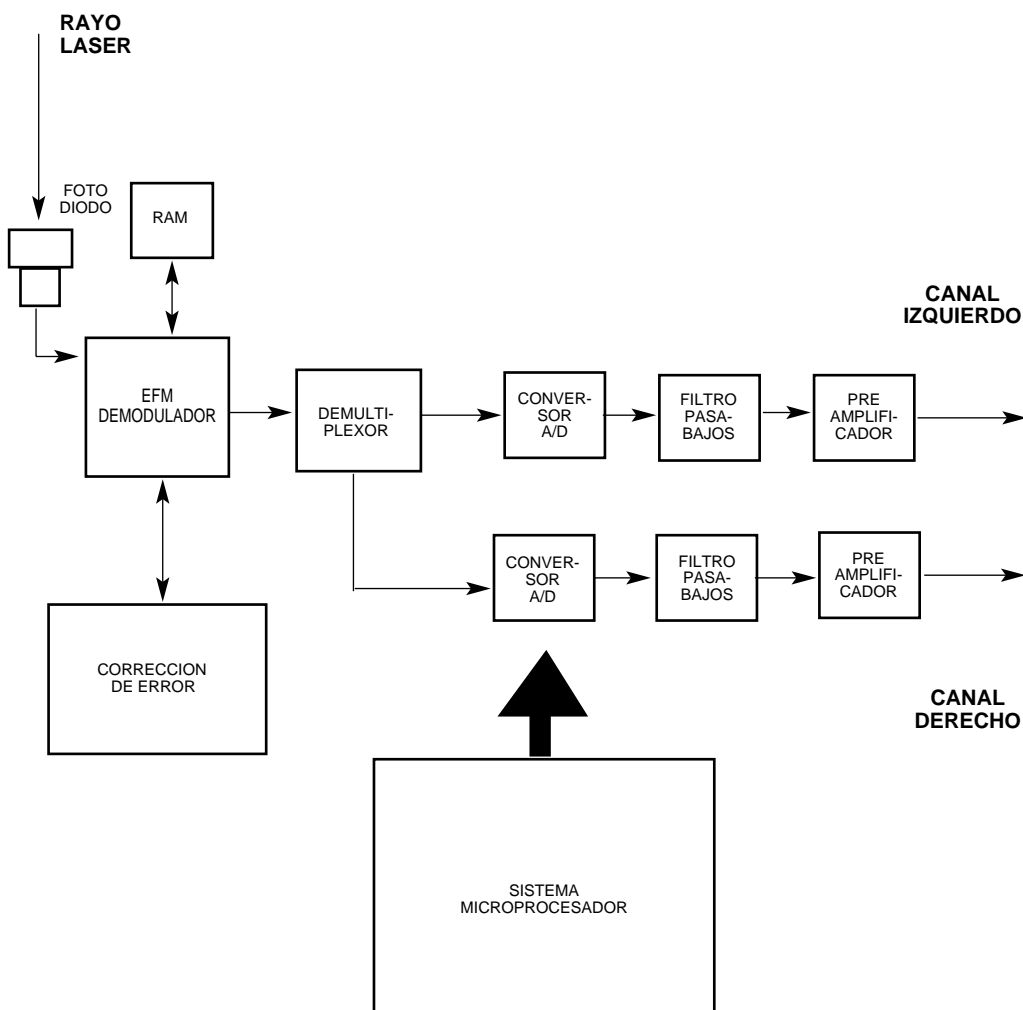 RAYO
LASER
FOTO
DIODO
RAM
CANAL
IZQUIERDO
EFM
DEMODULADOR
DEMULTI-
PLEXOR
CONVER-
SOR
A/D
FILTRO
PASA-
BAJOS
PRE
AMPLIFI-
CADOR
CONVER-
SOR
A/D
FILTRO
PASA-
BAJOS
PRE
AMPLIFI-
CADOR
CORRECCION
DE ERROR
CANAL
DERECHO
SISTEMA
MICROPROCESADOR